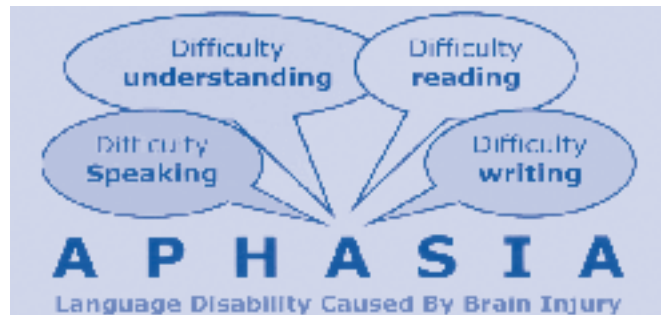 Difficulty
understanding
Difficulty
reading
Difficulty
Speaking
Difficulty
writing
A P H A S I A
Language Disability Caused By Brain Injury